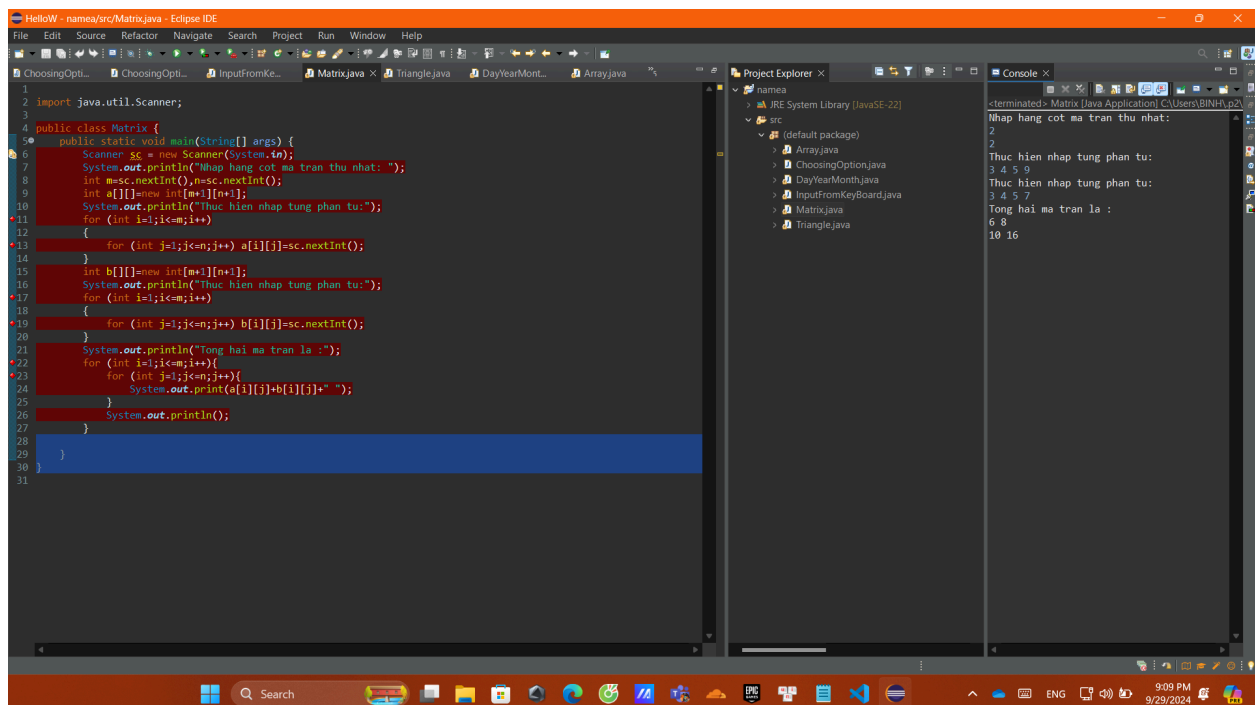 HelloW - namea/src/Matrix.java - Eclipse IDE
File Edit Source Refactor Navigate Search Project Run Window Help
ChoosingOpti... ChoosingOpti... InputFromKe... Matrix.java Triangle.java DayYearMont... Array.java
1
2 import java.util.Scanner;
3
4 public class Matrix {
5 public static void main(String[] args) {
6 Scanner sc = new Scanner(System.in);
7 System.out.println("Nhap hang cot ma tran thu nhat: ");
8 int m=sc.nextInt(),n=sc.nextInt();
9 int a[][]=new int[m+1][n+1];
10 System.out.println("Thuc hien nhap tung phan tu:");
11 for (int i=1;i<=m;i++)
12 {
13 for (int j=1;j<=n;j++) a[i][j]=sc.nextInt();
14 }
15 int b[][]=new int[m+1][n+1];
16 System.out.println("Thuc hien nhap tung phan tu:");
17 for (int i=1;i<=m;i++)
18 {
19 for (int j=1;j<=n;j++) b[i][j]=sc.nextInt();
20 }
21 System.out.println("Tong hai ma tran la :");
22 for (int i=1;i<=m;i++){
23 for (int j=1;j<=n;j++){
24 System.out.print(a[i][j]+b[i][j]+" ");
25 }
26 System.out.println();
27 }
28
29 }
30 }
31
Project Explorer
namea
JRE System Library [JavaSE-22]
src
(default package)
Array.java
ChoosingOption.java
DayYearMonth.java
InputFromKeyBoard.java
Matrix.java
Triangle.java
Console
<terminated> Matrix [Java Application] C:\Users\BINH\.p2\
Nhap hang cot ma tran thu nhat:
2
2
Thuc hien nhap tung phan tu:
3 4 5 9
Thuc hien nhap tung phan tu:
3 4 5 7
Tong hai ma tran la :
6 8
10 16
Search
EPIC GAMES
PRE
ENG
9:09 PM
9/29/2024